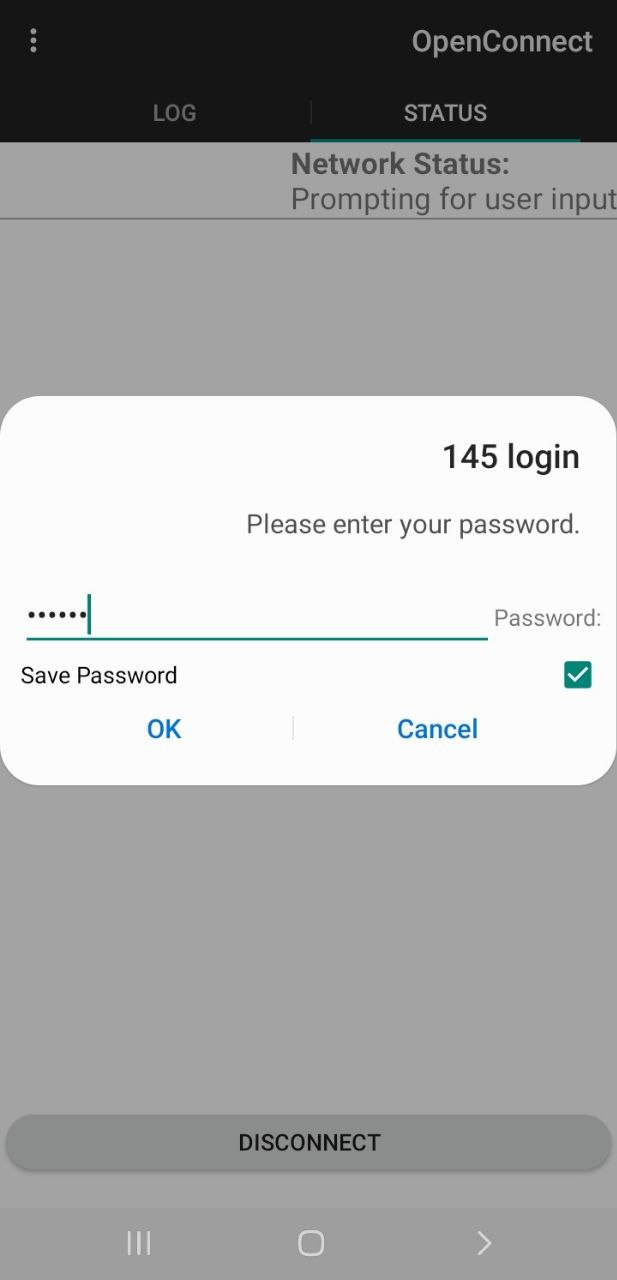 OpenConnect
LOG
STATUS
Network Status:
Prompting for user input
145 login
Please enter your password.
••••••
Password:
Save Password
OK
Cancel
DISCONNECT